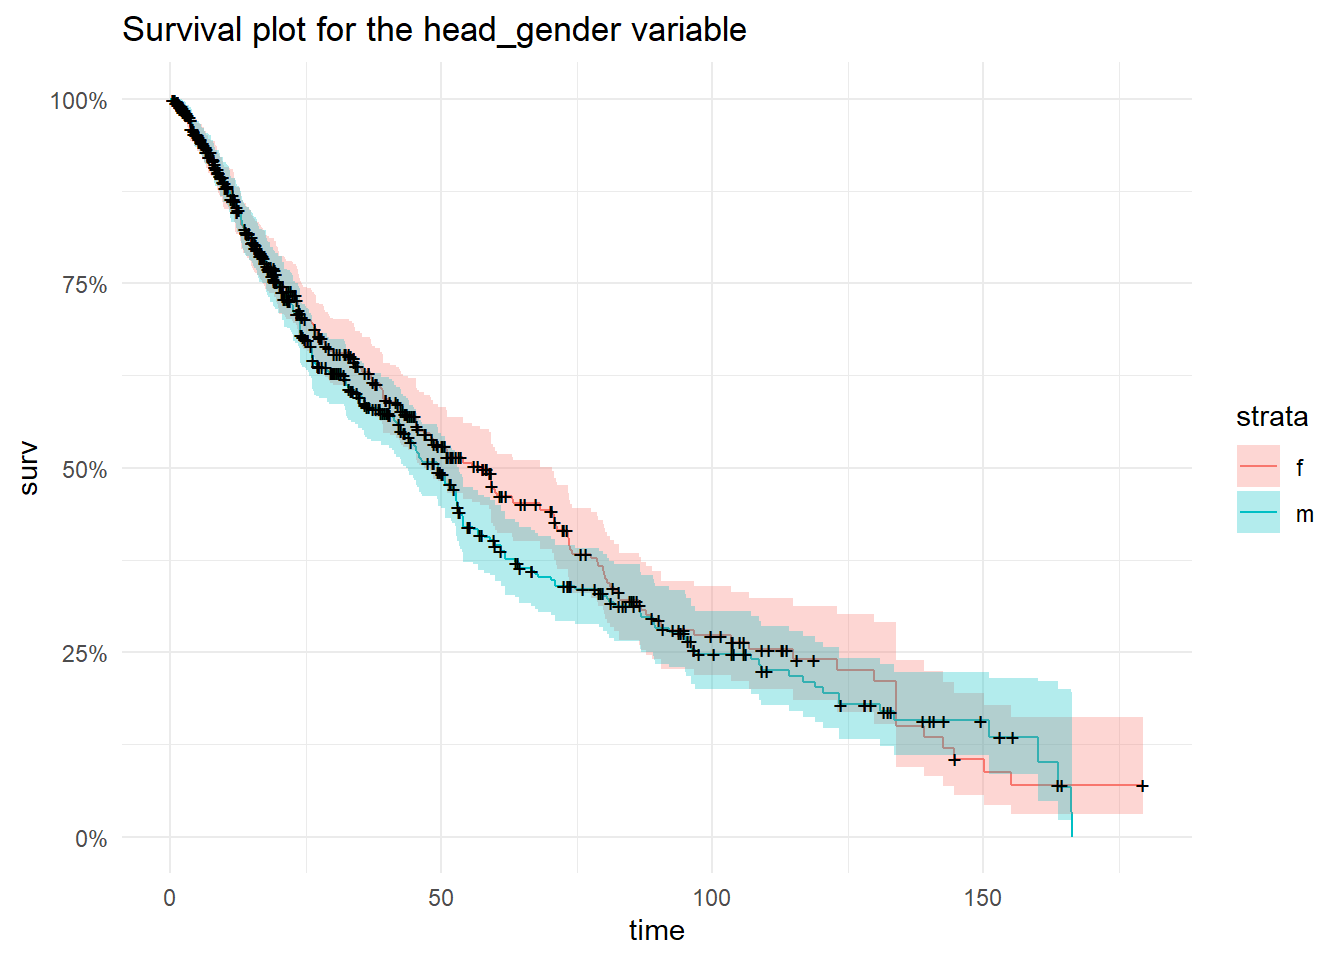 Survival plot for the head_gender variable
100%
75%
50%
25%
0%
surv
0 50 100 150
time
strata
f
m